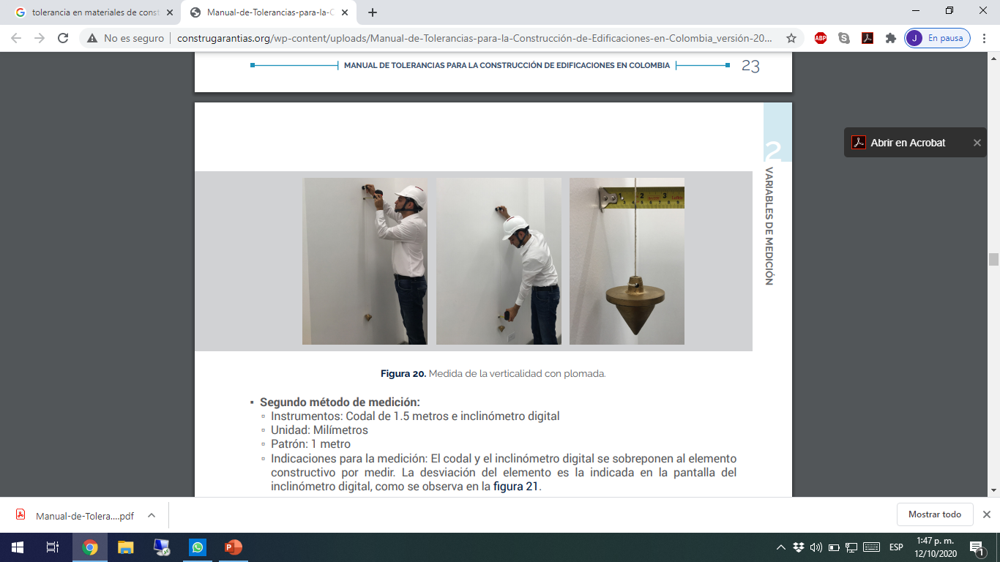 tolerancia en materiales de const
Manual-de-Tolerancias-para-la-C
No es seguro
construgarantias.org/wp-content/uploads/Manual-de-Tolerancias-para-la-Construcción-de-Edificaciones-en-Colombia_versión-20...
ABP
J
En pausa
MANUAL DE TOLERANCIAS PARA LA CONSTRUCCIÓN DE EDIFICACIONES EN COLOMBIA
23
Abrir en Acrobat
2
VARIABLES DE MEDICIÓN
1 2 3
Figura 20. Medida de la verticalidad con plomada.
▪ Segundo método de medición:
▫ Instrumentos: Codal de 1.5 metros e inclinómetro digital
▫ Unidad: Milímetros
▫ Patrón: 1 metro
▫ Indicaciones para la medición: El codal y el inclinómetro digital se sobreponen al elemento
constructivo por medir. La desviación del elemento es la indicada en la pantalla del
inclinómetro digital, como se observa en la figura 21.
Manual-de-Tolera....pdf
Mostrar todo
ESP
1:47 p. m.
12/10/2020
1